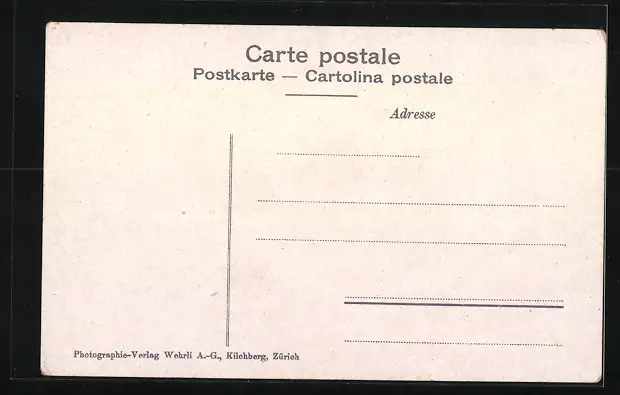 Carte postale
Postkarte — Cartolina postale
Adresse
Photographie-Verlag Wehrli A.-G., Kilchberg, Zürich